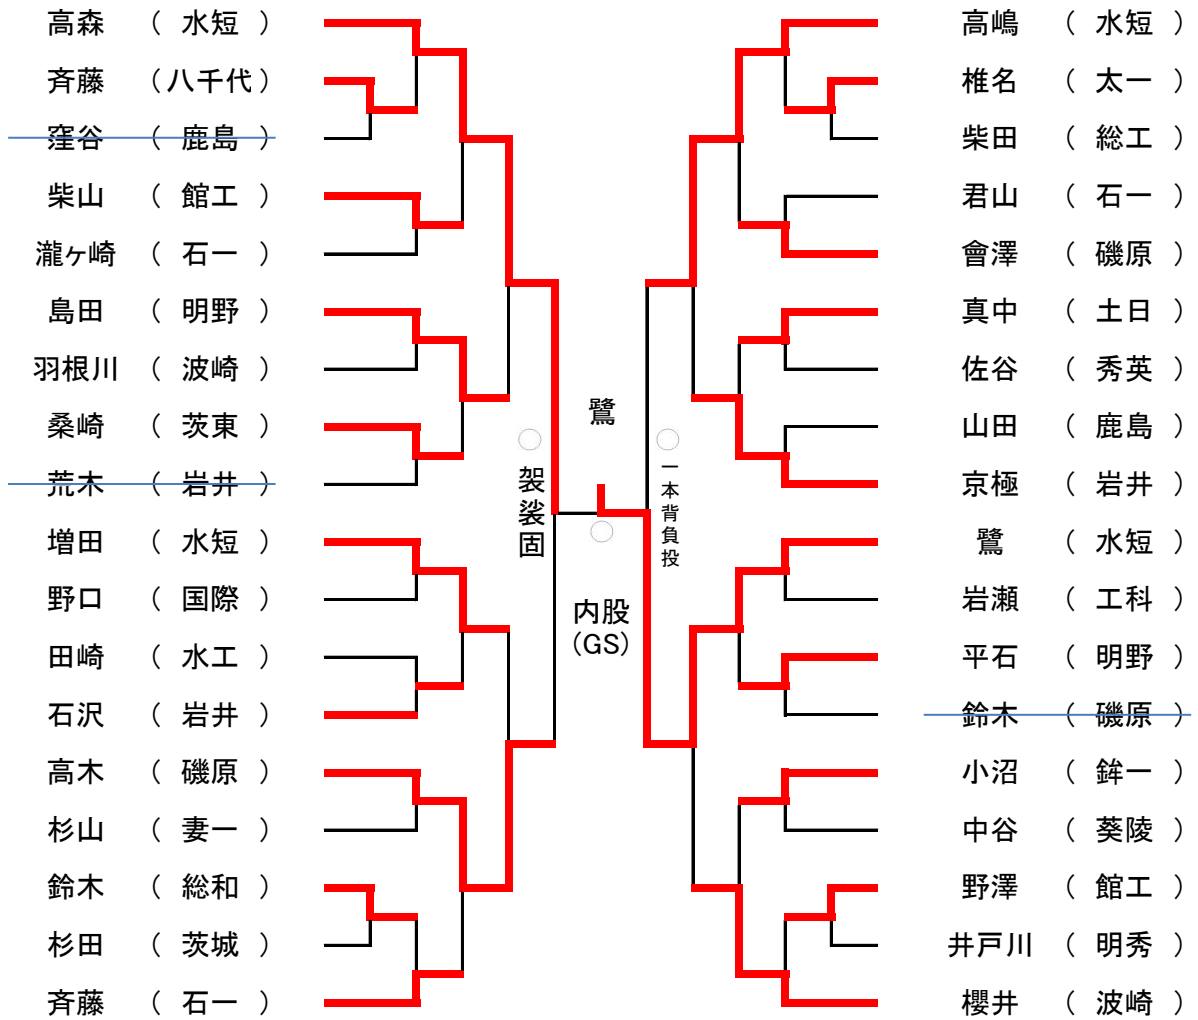 高森 （ 水短 ）
斉藤 （八千代）
窪谷 （ 鹿島 ）
柴山 （ 館工 ）
瀧ヶ崎 （ 石一 ）
島田 （ 明野 ）
羽根川 （ 波崎 ）
桑崎 （ 茨東 ）
荒木 （ 岩井 ）
増田 （ 水短 ）
野口 （ 国際 ）
田崎 （ 水工 ）
石沢 （ 岩井 ）
高木 （ 磯原 ）
杉山 （ 妻一 ）
鈴木 （ 総和 ）
杉田 （ 茨城 ）
斉藤 （ 石一 ）
鷺
袈裟固
一本背負投
内股
(GS)
高嶋 （ 水短 ）
椎名 （ 太一 ）
柴田 （ 総工 ）
君山 （ 石一 ）
會澤 （ 磯原 ）
真中 （ 土日 ）
佐谷 （ 秀英 ）
山田 （ 鹿島 ）
京極 （ 岩井 ）
鷺 （ 水短 ）
岩瀬 （ 工科 ）
平石 （ 明野 ）
鈴木 （ 磯原 ）
小沼 （ 鉾一 ）
中谷 （ 葵陵 ）
野澤 （ 館工 ）
井戸川 （ 明秀 ）
櫻井 （ 波崎 ）